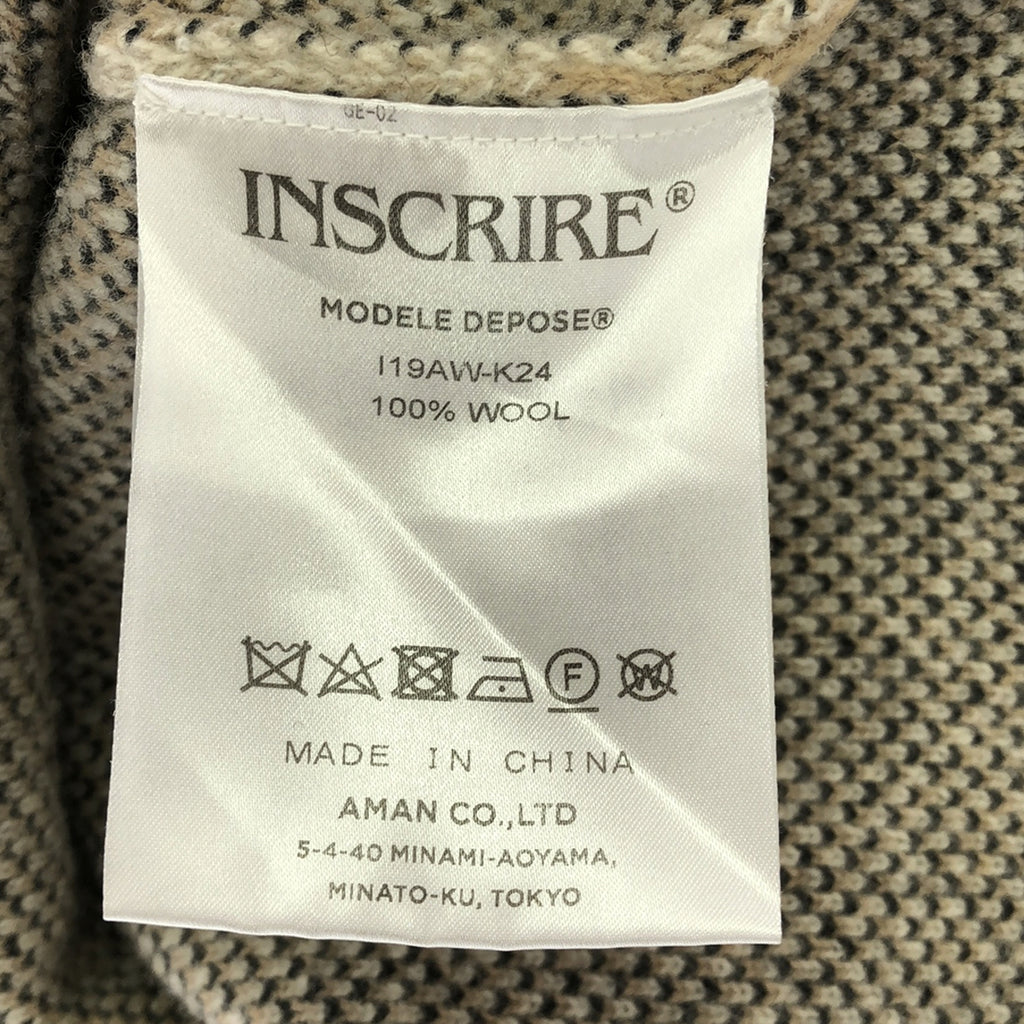 GE-02
INSCRIRE®
MODELE DEPOSE®
I19AW-K24
100% WOOL
F W
MADE IN CHINA
AMAN CO.,LTD
5-4-40 MINAMI-AOYAMA,
MINATO-KU, TOKYO